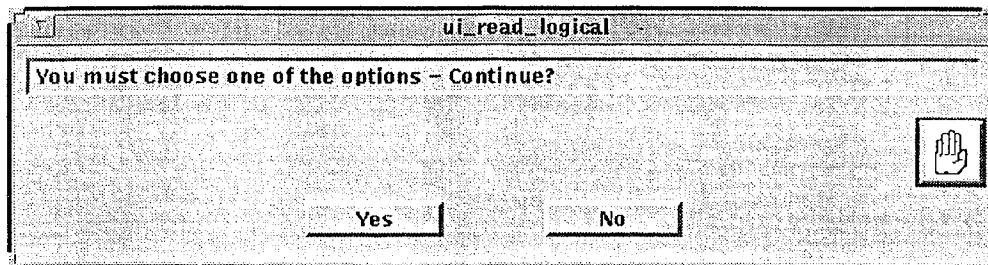 ui_read_logical
You must choose one of the options – Continue?
Yes No